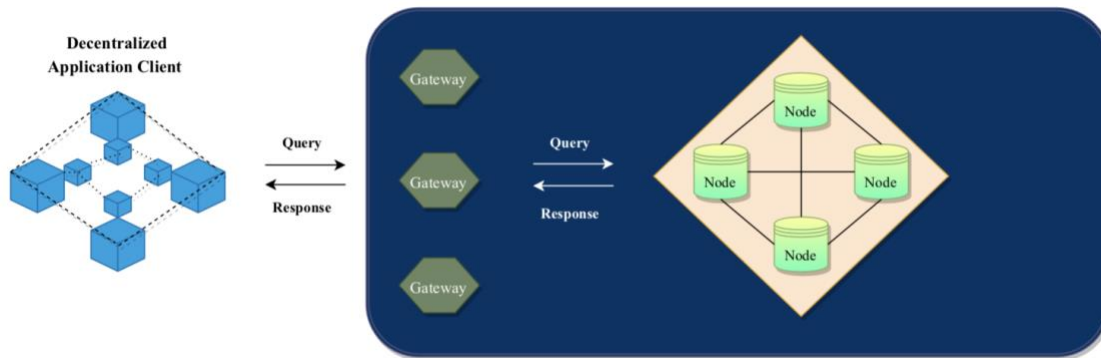 Decentralized
Application Client
Query
Response
Gateway
Gateway
Gateway
Query
Response
Node
Node
Node
Node